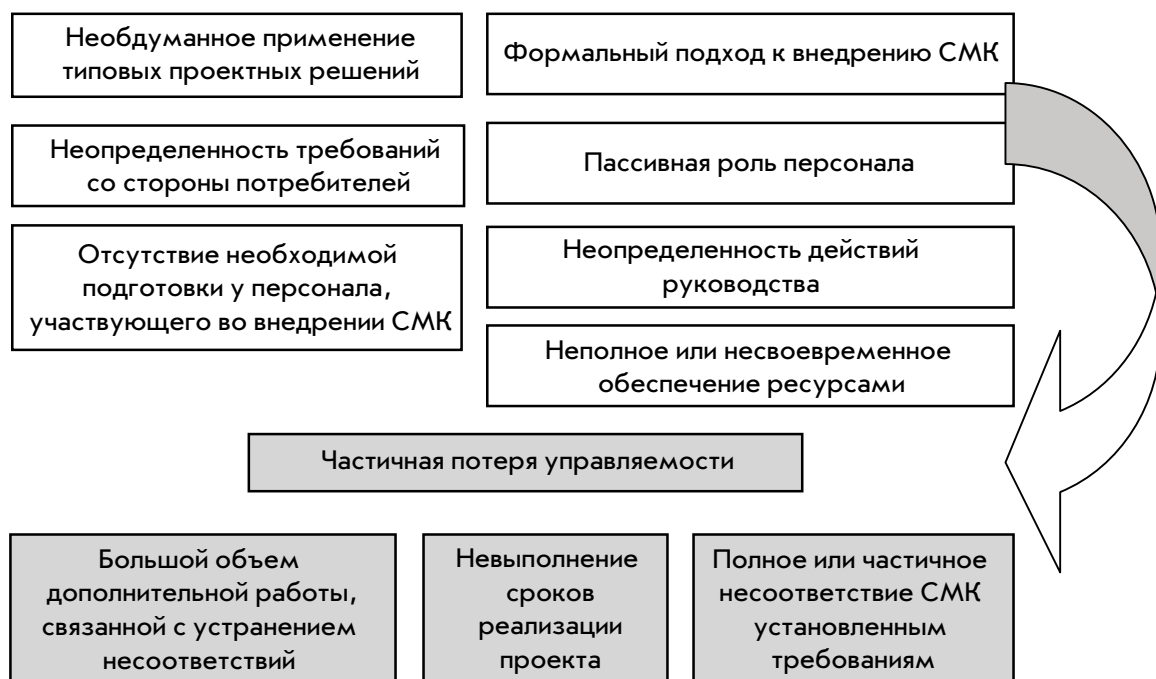 Необдуманное применение
типовых проектных решений
Формальный подход к внедрению СМК
Неопределенность требований
со стороны потребителей
Пассивная роль персонала
Отсутствие необходимой
подготовки у персонала,
участвующего во внедрении СМК
Неопределенность действий
руководства
Неполное или несвоевременное
обеспечение ресурсами
Частичная потеря управляемости
Большой объем
дополнительной работы,
связанной с устранением
несоответствий
Невыполнение
сроков
реализации
проекта
Полное или частичное
несоответствие СМК
установленным
требованиям